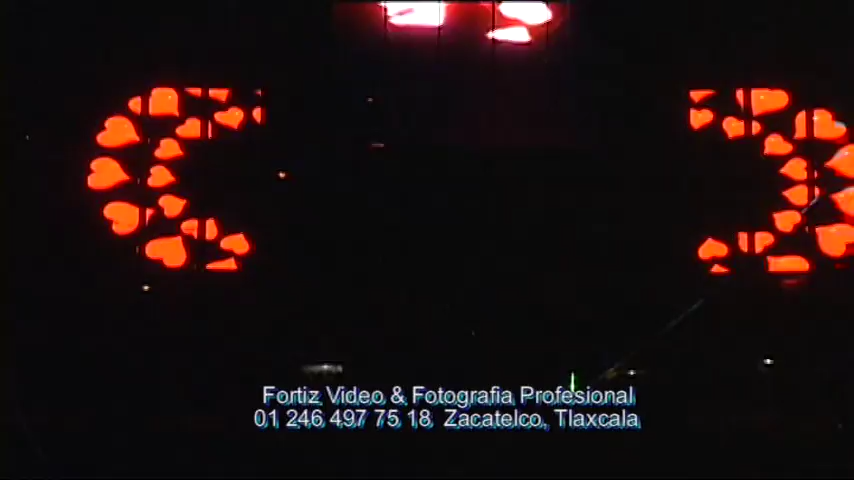 Fortiz Video & Fotografia Profesional
01 246 497 75 18 Zacatelco, Tlaxcala